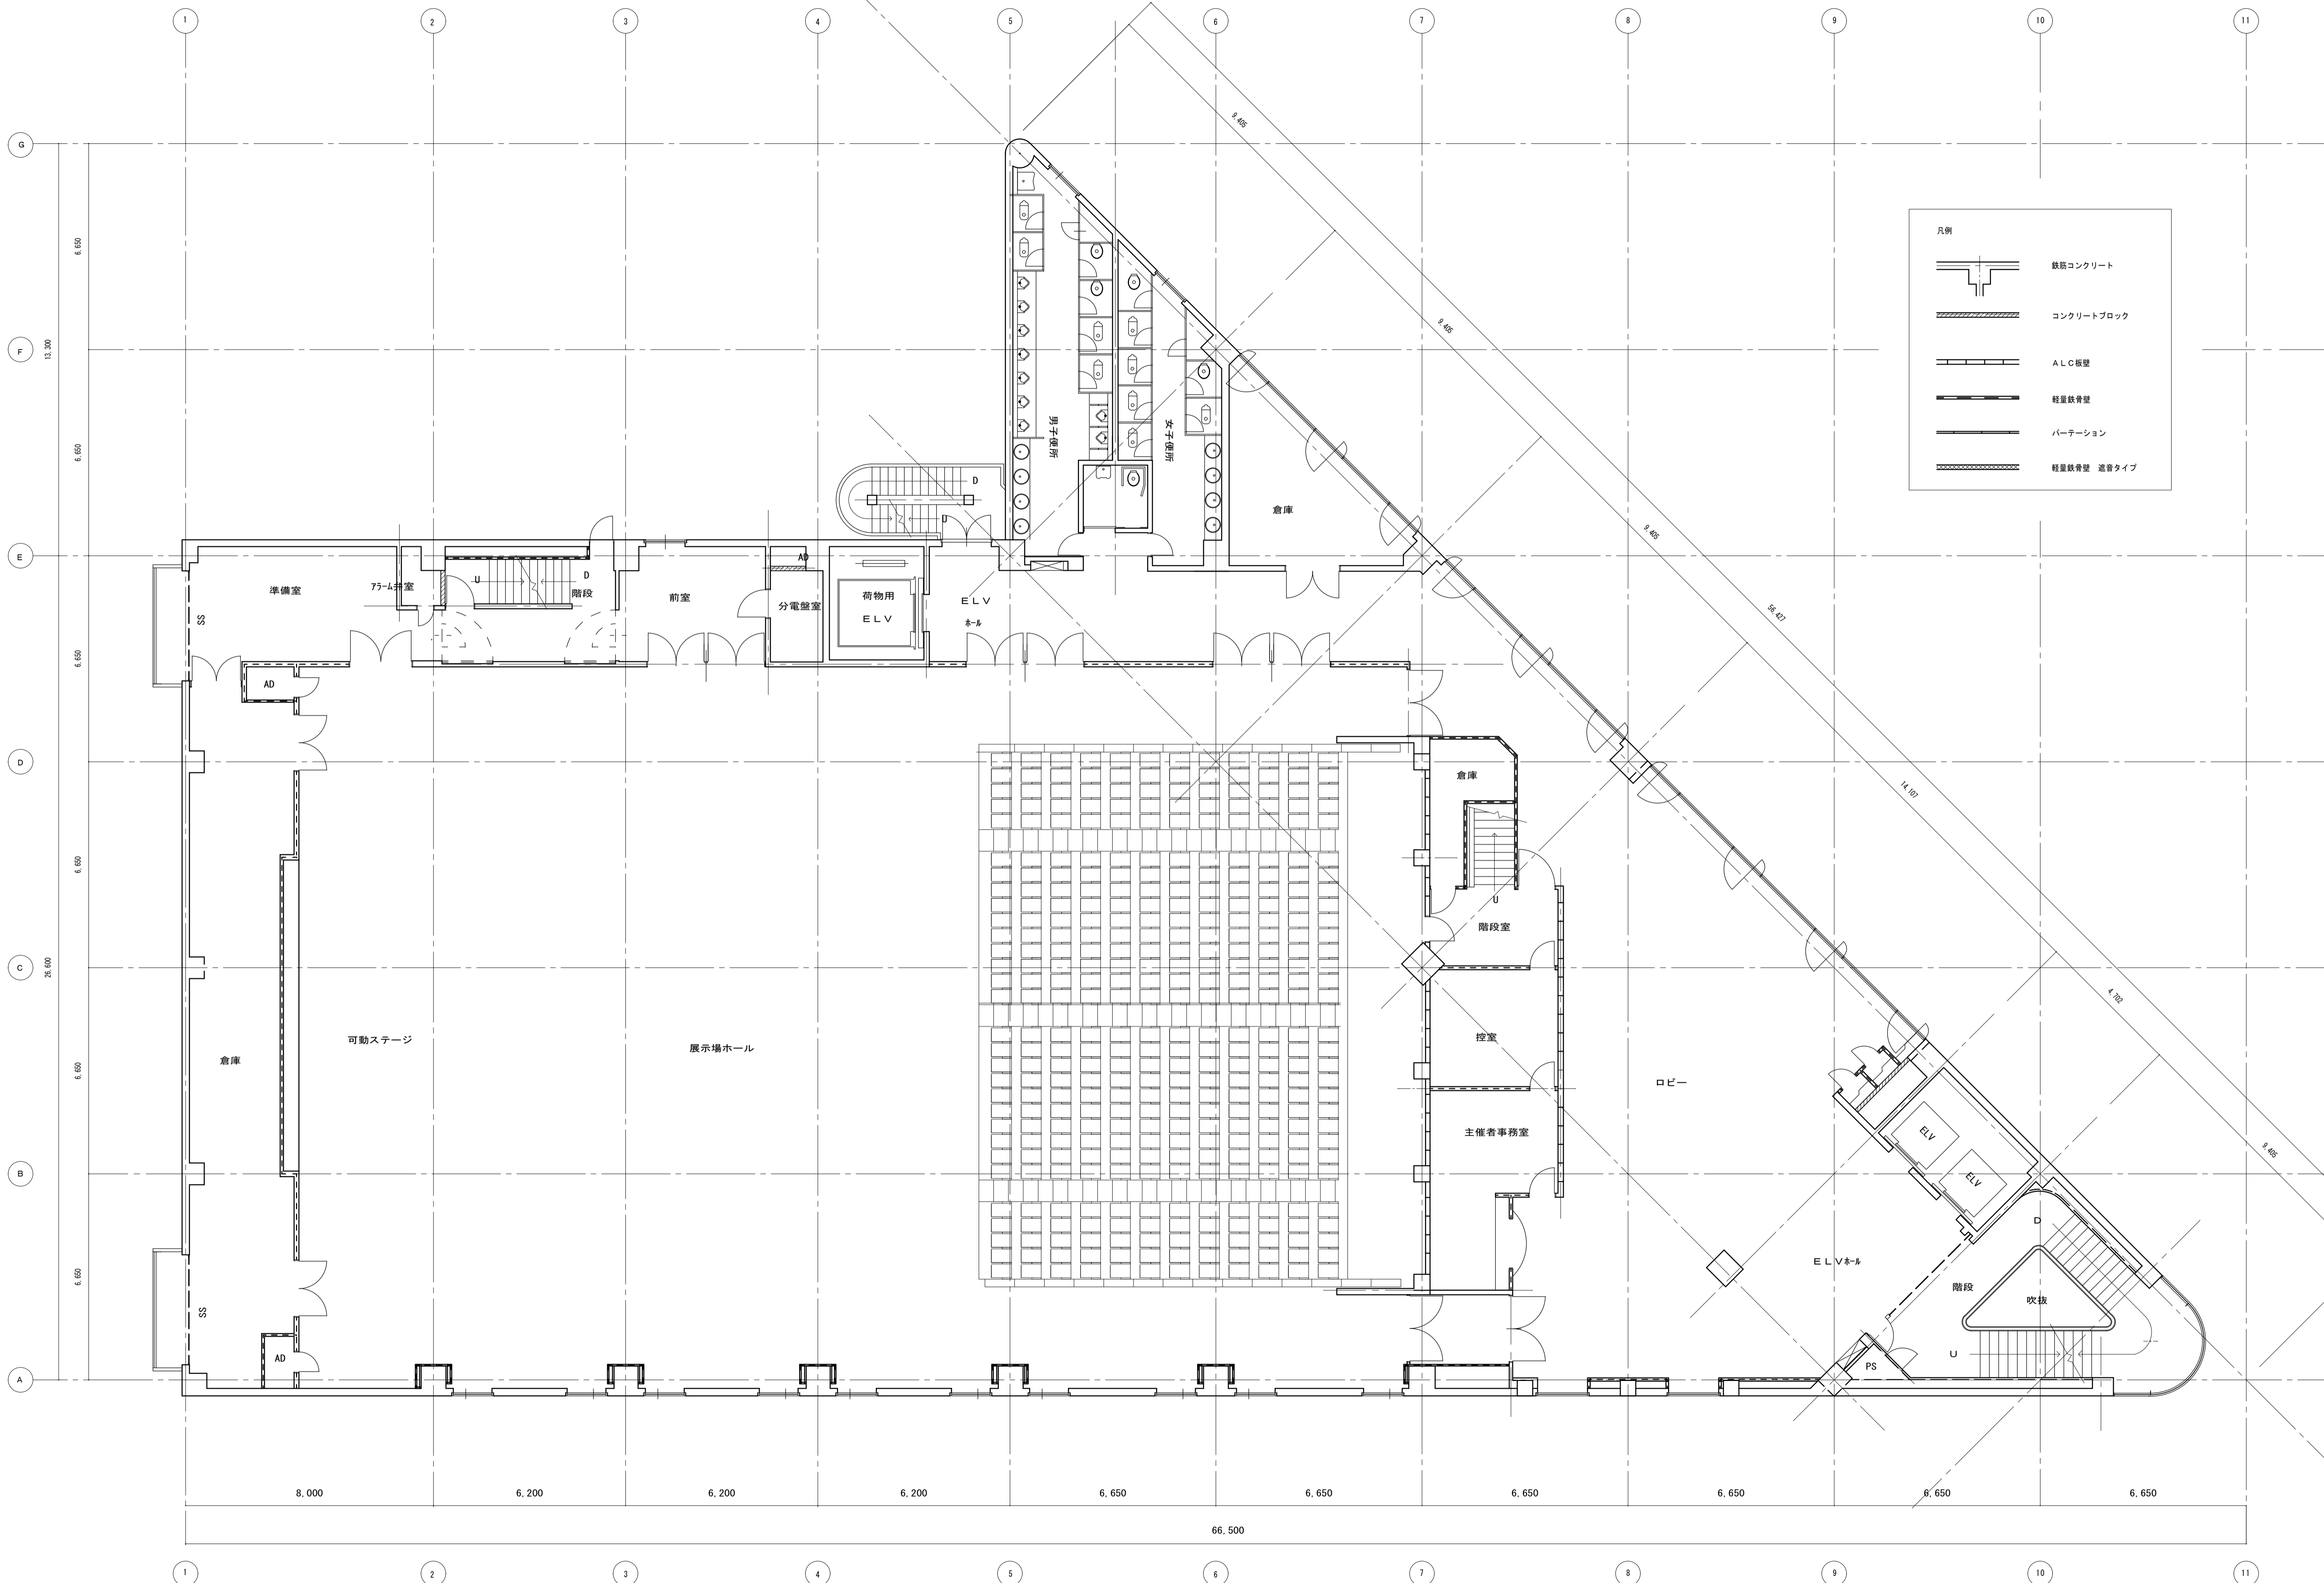 1 2 3 4 5 6 7 8 9 10 11
G
F
E
D
C
B
A
6,650
6,650
6,650
6,650
6,650
6,650
13,300
26,600
9,405
9,405
9,405
56,427
14,107
4,702
9,405
凡例
鉄筋コンクリート
コンクリートブロック
ＡＬＣ板壁
軽量鉄骨壁
パーテーション
軽量鉄骨壁 遮音タイプ
男子便所
女子便所
倉庫
D
U
準備室
アラーム弁室
U
D
階段
前室
AD
分電盤室
荷物用
ＥＬＶ
ＥＬＶ
ホール
SS
AD
倉庫
U
階段室
控室
主催者事務室
ロビー
可動ステージ
展示場ホール
倉庫
SS
AD
ELV
ELV
ＥＬＶホール
D
階段
吹抜
U
PS
8,000 6,200 6,200 6,200 6,650 6,650 6,650 6,650 6,650 6,650
66,500
1 2 3 4 5 6 7 8 9 10 11